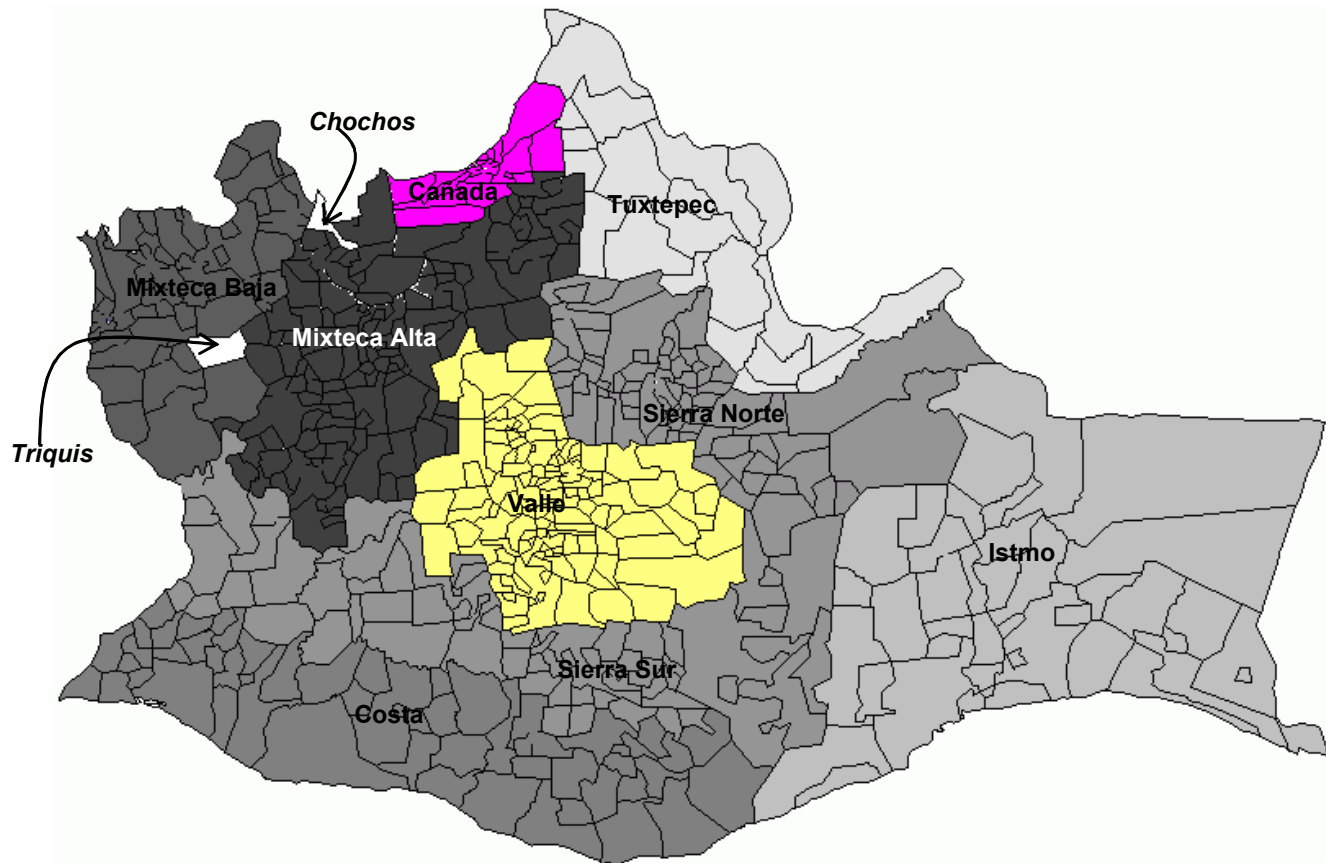 Chochos
Cañada
Tuxtepec
Mixteca Baja
Mixteca Alta
Sierra Norte
Triquis
Valle
Istmo
Sierra Sur
Costa